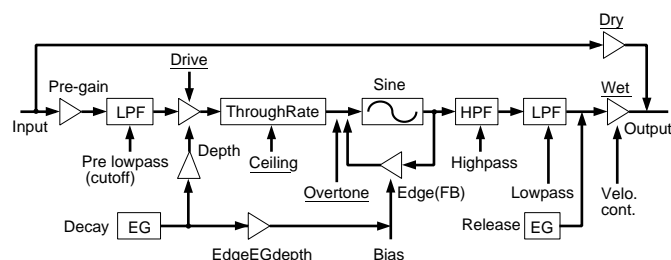 Dry
Drive
Pre-gain
Sine
Wet
LPF
ThroughRate
HPF
LPF
Input
Output
Pre lowpass
(cutoff)
Depth
Ceiling
Overtone
Edge(FB)
Highpass
Lowpass
Velo.
cont.
Decay
EG
EdgeEGdepth
Bias
Release
EG